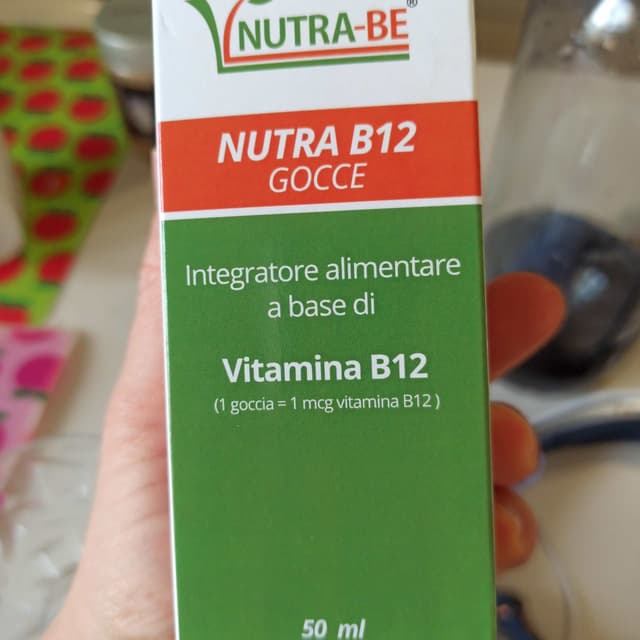 NUTRA-BE®
NUTRA B12
GOCCE
Integratore alimentare
a base di
Vitamina B12
(1 goccia = 1 mcg vitamina B12 )
50 ml